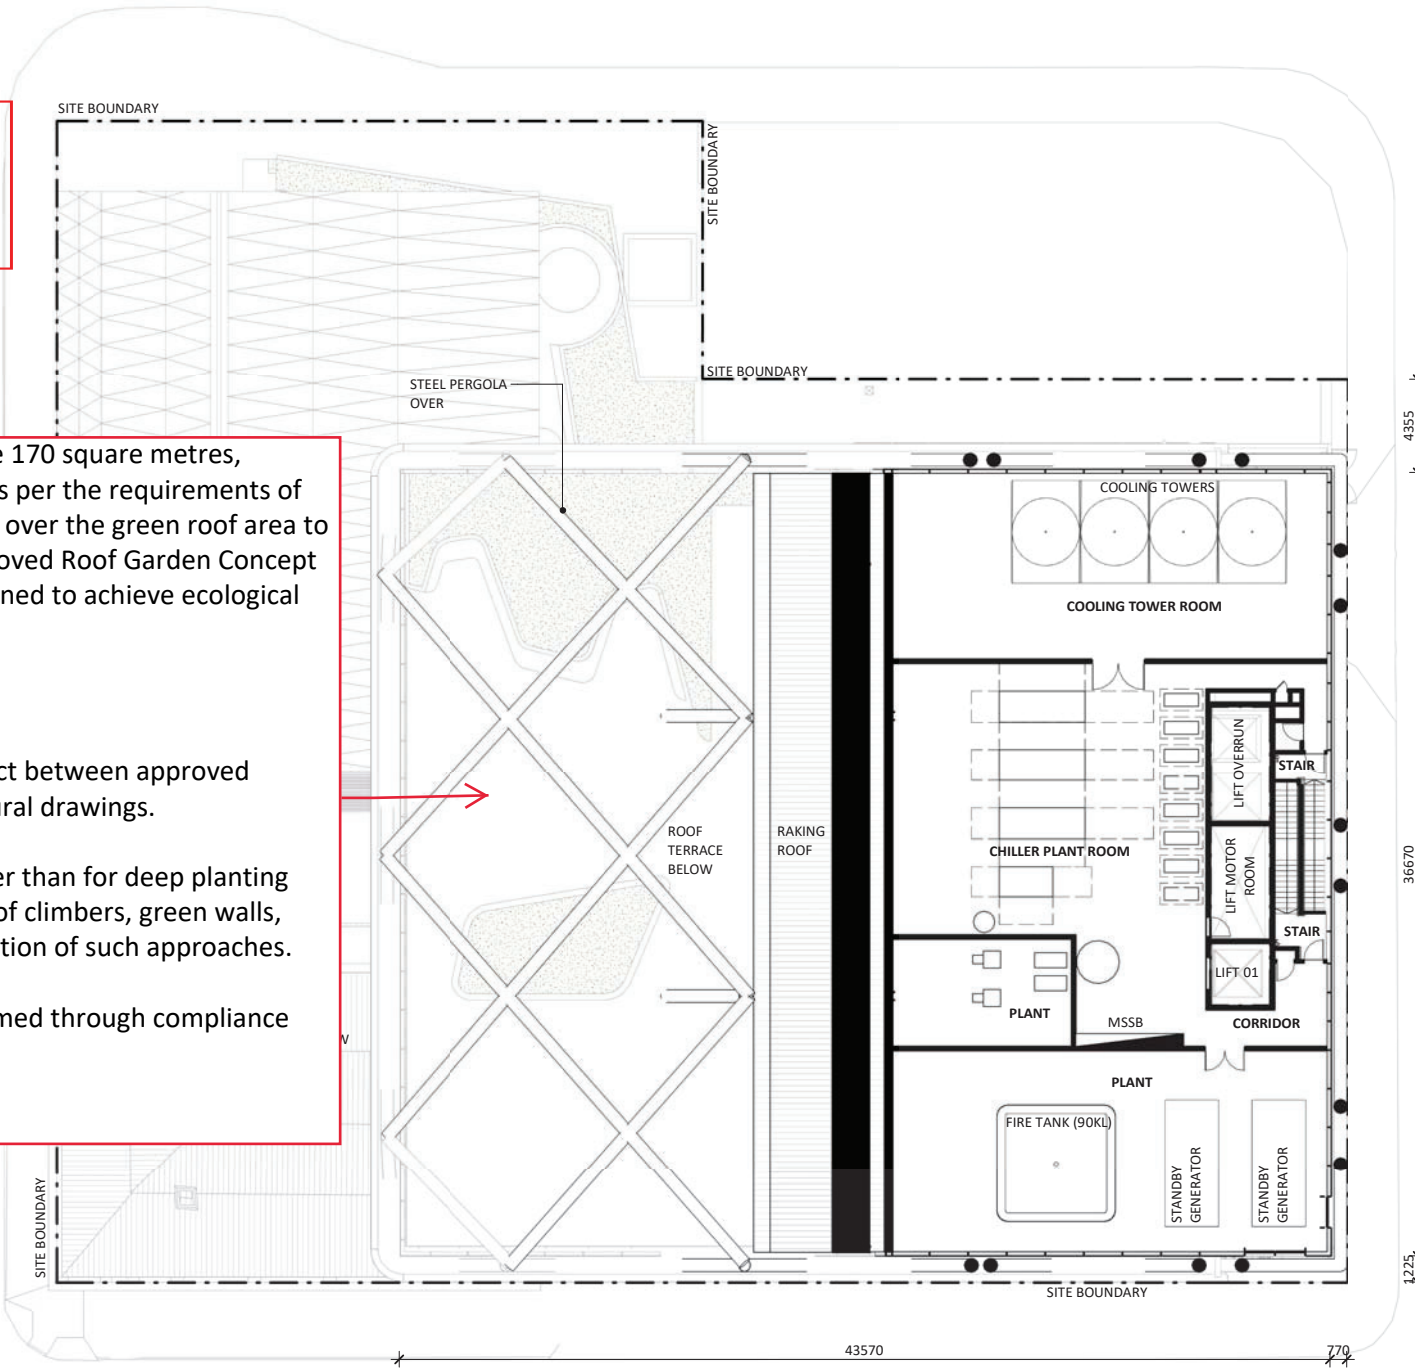 SITE BOUNDARY
SITE BOUNDARY
SITE BOUNDARY
STEEL PERGOLA
OVER
4355
e 170 square metres,
s per the requirements of
over the green roof area to
oved Roof Garden Concept
ned to achieve ecological
ct between approved
ural drawings.
er than for deep planting
of climbers, green walls,
ation of such approaches.
med through compliance
W
COOLING TOWERS
COOLING TOWER ROOM
LIFT OVERRUN
STAIR
ROOF
TERRACE
BELOW
RAKING
ROOF
CHILLER PLANT ROOM
LIFT MOTOR
ROOM
36670
STAIR
LIFT 01
PLANT
MSSB
CORRIDOR
PLANT
FIRE TANK (90KL)
STANDBY
GENERATOR
STANDBY
GENERATOR
SITE BOUNDARY
1225
SITE BOUNDARY
43570
770